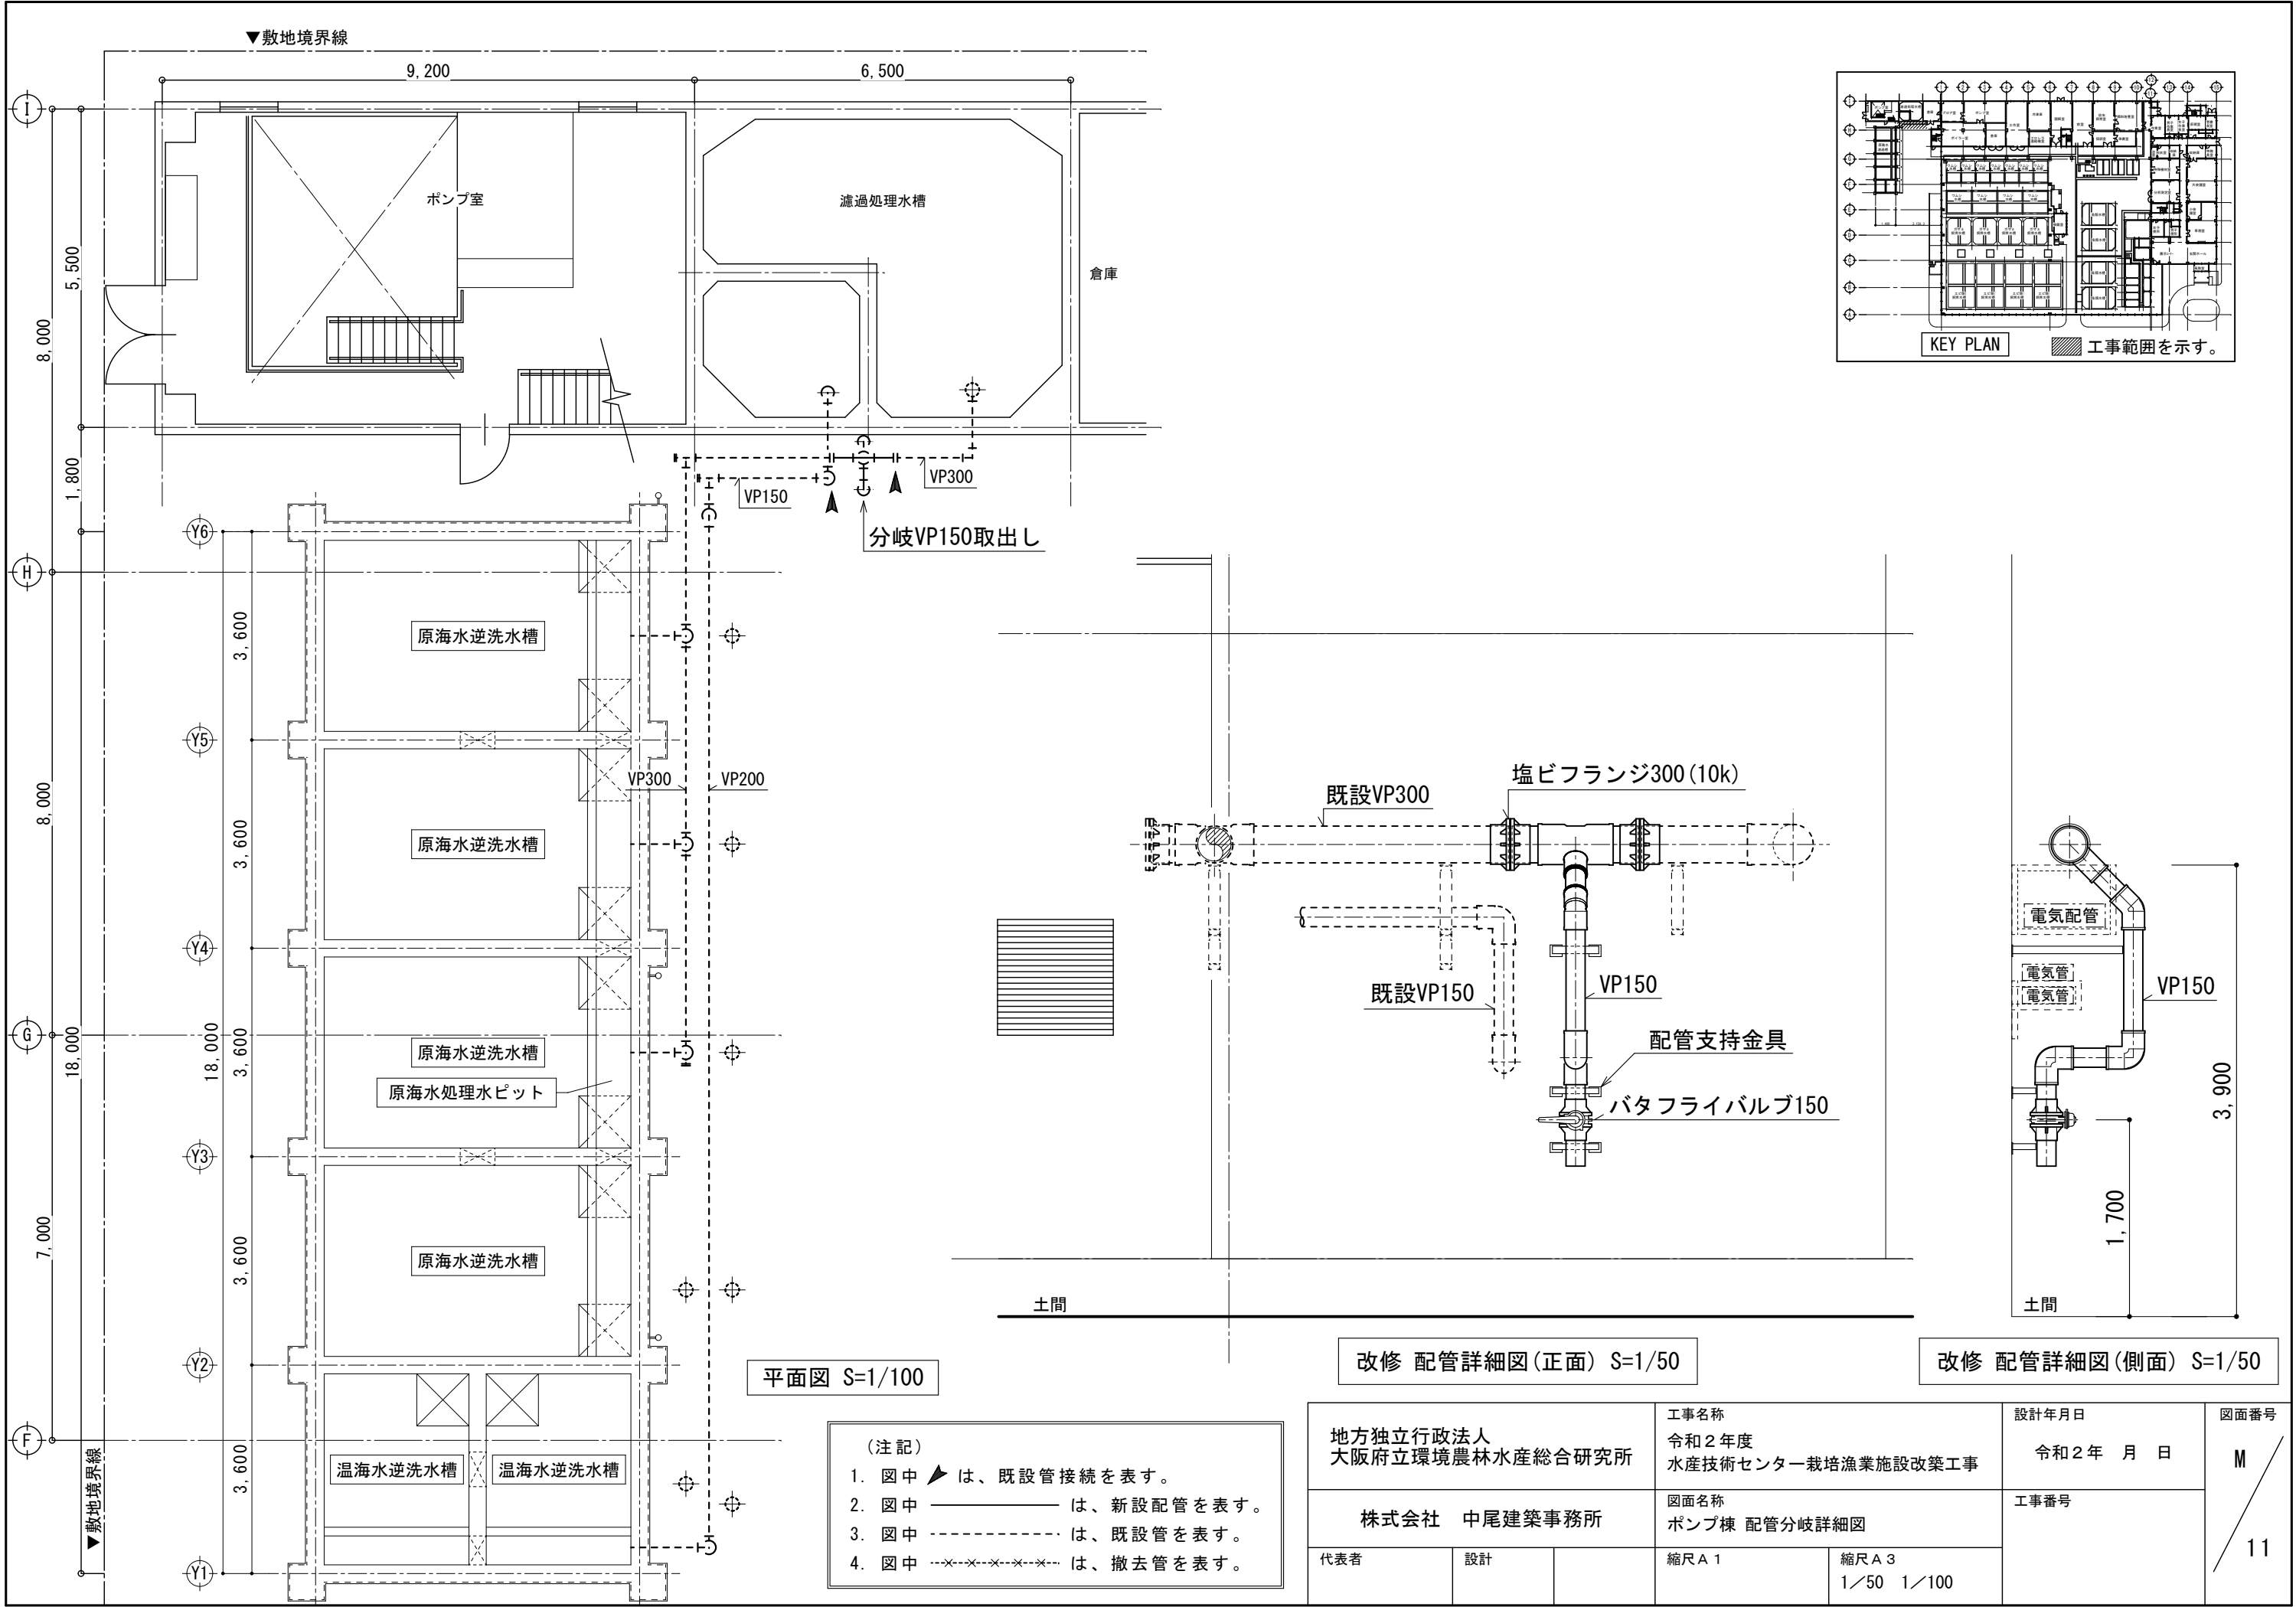 ▼敷地境界線
9,200
6,500
I
ポンプ室
濾過処理水槽
倉庫
5,500
8,000
1,800
VP150
VP300
分岐VP150取出し
KEY PLAN
工事範囲を示す。
Y6
H
3,600
原海水逆洗水槽
Y5
VP300
VP200
8,000
3,600
原海水逆洗水槽
Y4
G
18,000
18,000
3,600
原海水逆洗水槽
原海水処理水ピット
Y3
7,000
3,600
原海水逆洗水槽
Y2
F
3,600
温海水逆洗水槽
温海水逆洗水槽
Y1
▼敷地境界線
平面図 S=1/100
塩ビフランジ300(10k)
既設VP300
既設VP150
VP150
配管支持金具
バタフライバルブ150
土間
改修 配管詳細図(正面) S=1/50
電気配管
電気管
電気管
VP150
3,900
1,700
土間
改修 配管詳細図(側面) S=1/50
(注記)
1. 図中 は、既設管接続を表す。
2. 図中 は、新設配管を表す。
3. 図中 は、既設管を表す。
4. 図中 は、撤去管を表す。
地方独立行政法人
大阪府立環境農林水産総合研究所
株式会社 中尾建築事務所
代表者
設計
工事名称
令和2年度
水産技術センター栽培漁業施設改築工事
図面名称
ポンプ棟 配管分岐詳細図
縮尺A1
縮尺A3
1/50 1/100
設計年月日
令和2年 月 日
工事番号
図面番号
M
11